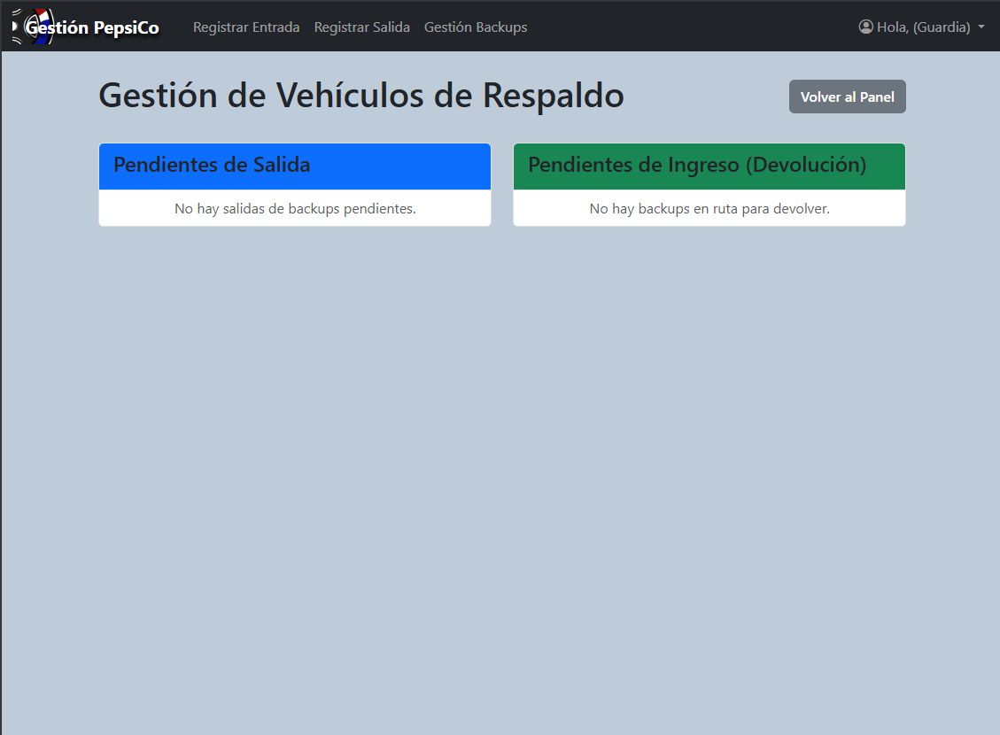 Gestión PepsiCo Registrar Entrada Registrar Salida Gestión Backups Hola, (Guardia)
Gestión de Vehículos de Respaldo Volver al Panel
Pendientes de Salida
No hay salidas de backups pendientes.
Pendientes de Ingreso (Devolución)
No hay backups en ruta para devolver.